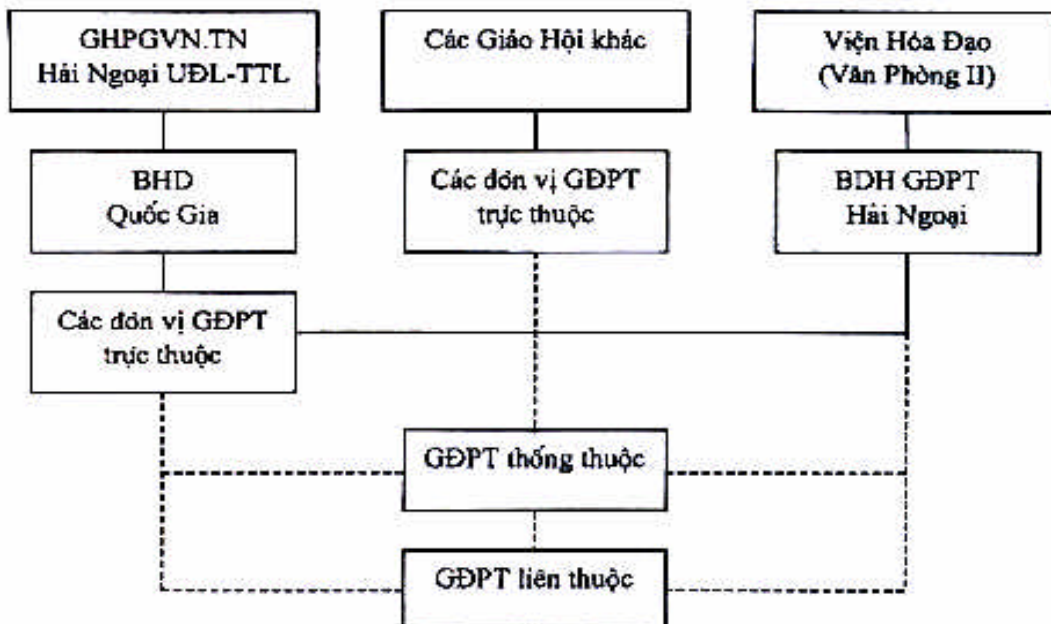 GHPGVN.TN
Hải Ngoại UĐL-TTL
Các Giáo Hội khác
Viện Hóa Đạo
(Văn Phòng II)
BHD
Quốc Gia
Các đơn vị GĐPT
trực thuộc
BDH GĐPT
Hải Ngoại
Các đơn vị GĐPT
trực thuộc
GĐPT thống thuộc
GĐPT liên thuộc